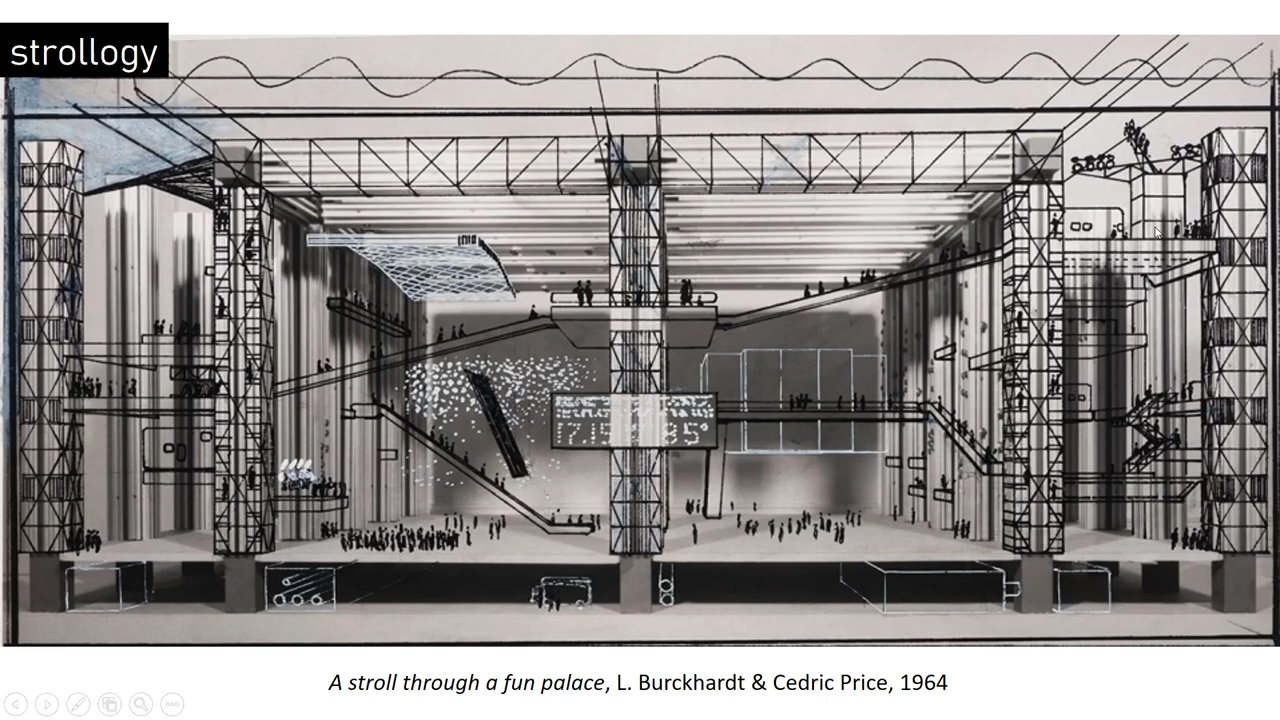 strollogy
A stroll through a fun palace, L. Burckhardt & Cedric Price, 1964